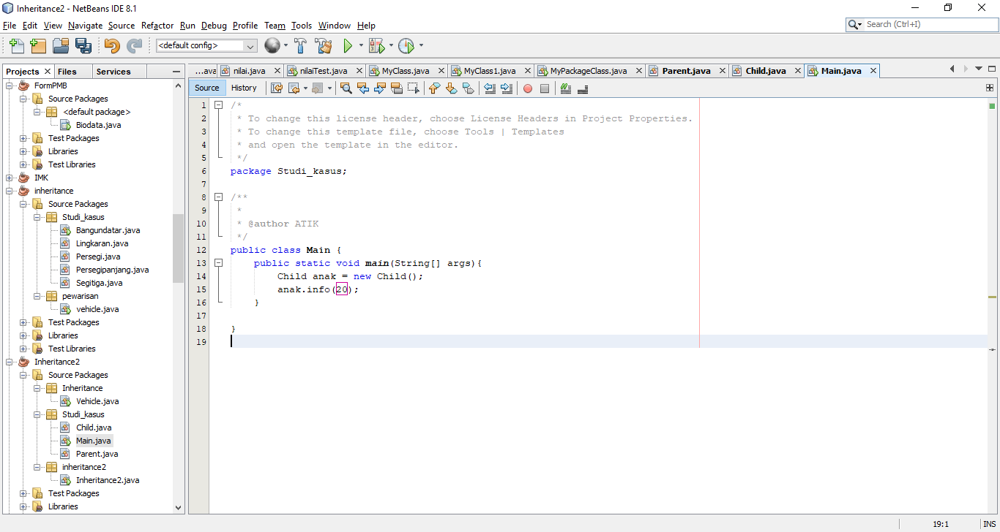 Inheritance2 - NetBeans IDE 8.1
File Edit View Navigate Source Refactor Run Debug Profile Team Tools Window Help
Search (Ctrl+I)
<default config>
Projects Files Services
...ava nilai.java nilaiTest.java MyClass.java MyClass1.java MyPackageClass.java Parent.java Child.java Main.java
Source History
FormPMB
Source Packages
<default package>
Biodata.java
Test Packages
Libraries
Test Libraries
IMK
inheritance
Source Packages
Studi_kasus
Bangundatar.java
Lingkaran.java
Persegi.java
Persegipanjang.java
Segitiga.java
pewarisan
vehicle.java
Test Packages
Libraries
Test Libraries
Inheritance2
Source Packages
Inheritance
Vehicle.java
Studi_kasus
Child.java
Main.java
Parent.java
inheritance2
Inheritance2.java
Test Packages
Libraries
1 /*
2 * To change this license header, choose License Headers in Project Properties.
3 * To change this template file, choose Tools | Templates
4 * and open the template in the editor.
5 */
6 package Studi_kasus;
7
8 /**
9 *
10 * @author ATIK
11 */
12 public class Main {
13 public static void main(String[] args){
14 Child anak = new Child();
15 anak.info(20);
16 }
17
18 }
19
19:1 INS